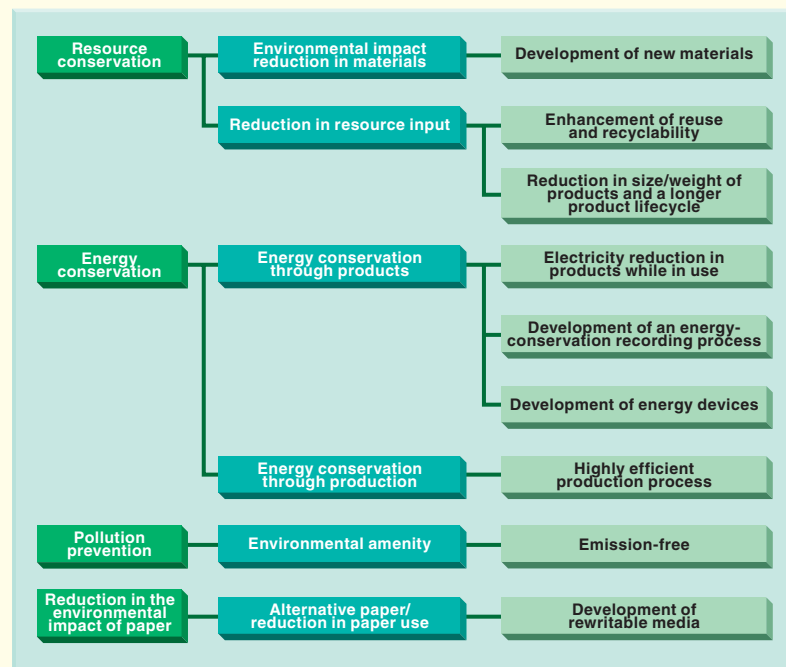 Resource
conservation
Environmental impact
reduction in materials
Development of new materials
Reduction in resource input
Enhancement of reuse
and recyclability
Reduction in size/weight of
products and a longer
product lifecycle
Energy
conservation
Energy conservation
through products
Electricity reduction in
products while in use
Development of an energy-
conservation recording process
Development of energy devices
Energy conservation
through production
Highly efficient
production process
Pollution
prevention
Environmental amenity
Emission-free
Reduction in the
environmental
impact of paper
Alternative paper/
reduction in paper use
Development of
rewritable media